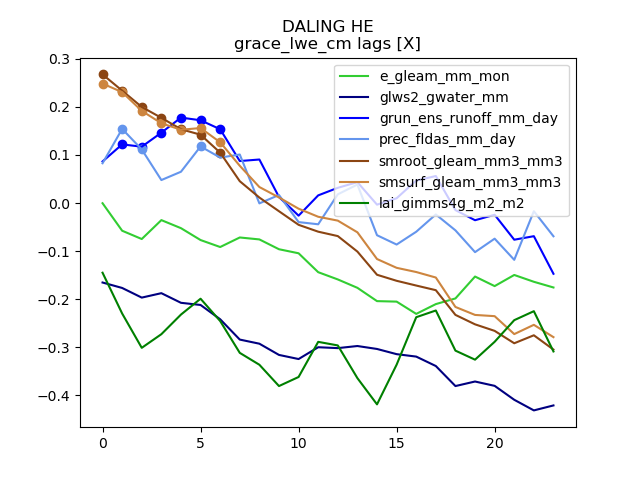 DALING HE
grace_lwe_cm lags [X]
0.3
0.2
0.1
0.0
−0.1
−0.2
−0.3
−0.4
0
5
10
15
20
e_gleam_mm_mon
glws2_gwater_mm
grun_ens_runoff_mm_day
prec_fldas_mm_day
smroot_gleam_mm3_mm3
smsurf_gleam_mm3_mm3
lai_gimms4g_m2_m2